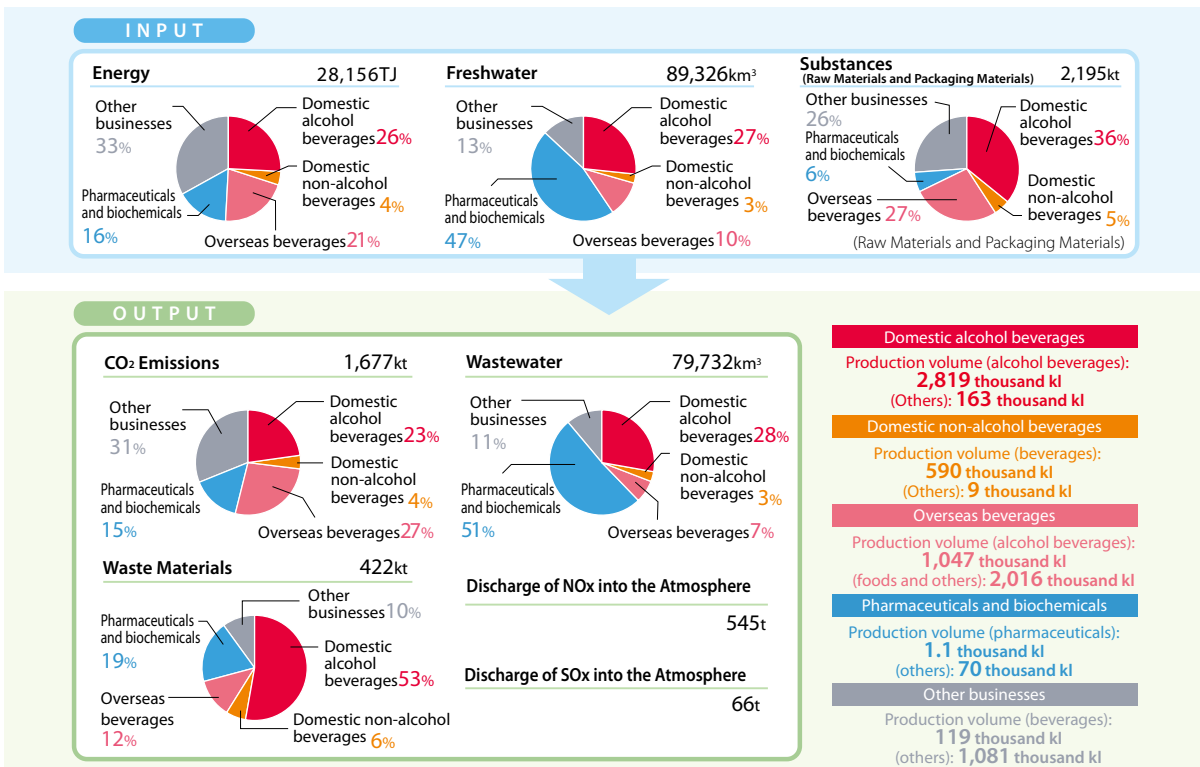 INPUT
Energy 28,156TJ
Other
businesses
33%
Domestic
alcohol
beverages26%
Domestic
non-alcohol
beverages 4%
Pharmaceuticals
and biochemicals
16%
Overseas beverages21%
Freshwater 89,326km³
Other
businesses
13%
Domestic
alcohol
beverages27%
Domestic
non-alcohol
beverages 3%
Pharmaceuticals
and biochemicals
47%
Overseas beverages10%
Substances
(Raw Materials and Packaging Materials) 2,195kt
Other businesses
26%
Domestic
alcohol
beverages36%
Pharmaceuticals
and biochemicals
6%
Domestic
non-alcohol
beverages 5%
Overseas
beverages 27%
(Raw Materials and Packaging Materials)
OUTPUT
CO2 Emissions 1,677kt
Other
businesses
31%
Domestic
alcohol
beverages23%
Domestic
non-alcohol
beverages 4%
Pharmaceuticals
and biochemicals
15%
Overseas beverages27%
Wastewater 79,732km³
Other
businesses
11%
Domestic
alcohol
beverages28%
Domestic
non-alcohol
beverages 3%
Pharmaceuticals
and biochemicals
51%
Overseas beverages7%
Waste Materials 422kt
Other
businesses10%
Pharmaceuticals
and biochemicals
19%
Domestic
alcohol
beverages53%
Overseas
beverages
12%
Domestic non-alcohol
beverages 6%
Discharge of NOx into the Atmosphere
545t
Discharge of SOx into the Atmosphere
66t
Domestic alcohol beverages
Production volume (alcohol beverages):
2,819 thousand kl
(Others): 163 thousand kl
Domestic non-alcohol beverages
Production volume (beverages):
590 thousand kl
(Others): 9 thousand kl
Overseas beverages
Production volume (alcohol beverages):
1,047 thousand kl
(foods and others): 2,016 thousand kl
Pharmaceuticals and biochemicals
Production volume (pharmaceuticals):
1.1 thousand kl
(others): 70 thousand kl
Other businesses
Production volume (beverages):
119 thousand kl
(others): 1,081 thousand kl